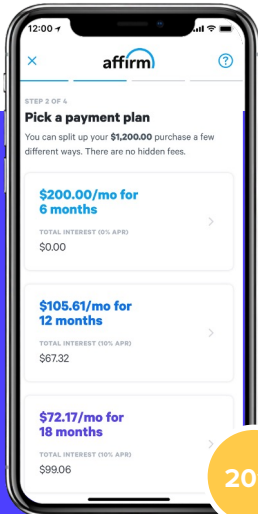 12:00
affirm
STEP 2 OF 4
Pick a payment plan
You can split up your $1,200.00 purchase a few
different ways. There are no hidden fees.
$200.00/mo for
6 months
TOTAL INTEREST (0% APR)
$0.00
$105.61/mo for
12 months
TOTAL INTEREST (10% APR)
$67.32
$72.17/mo for
18 months
TOTAL INTEREST (10% APR)
$99.06
20